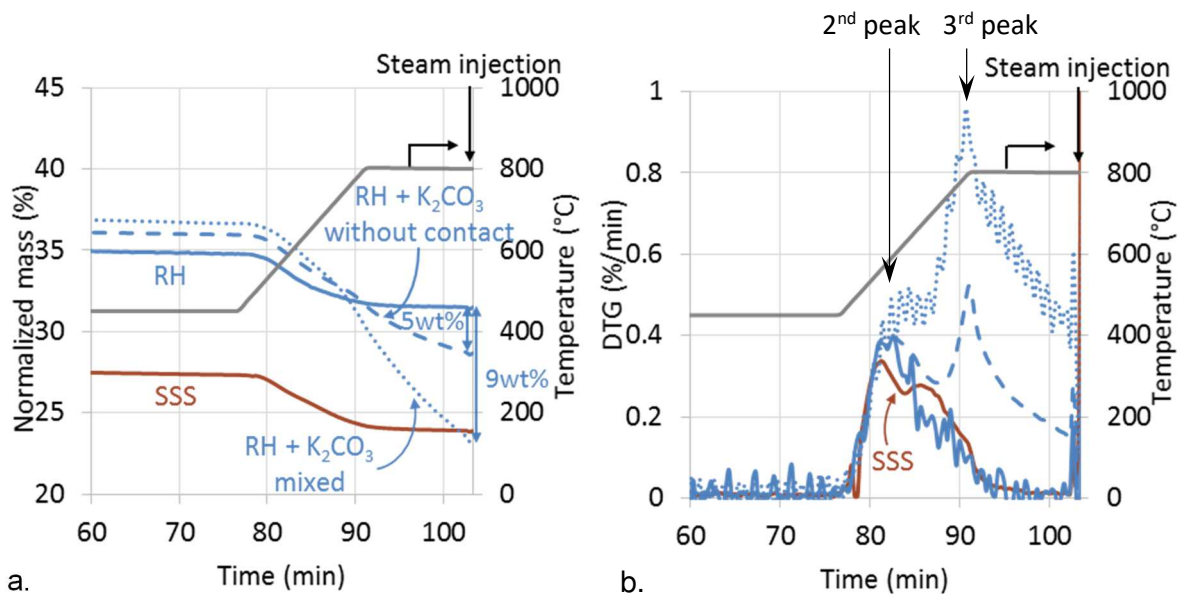 Steam injection
45
40
35
30
25
20
Normalized mass (%)
1000
800
600
400
200
0
Temperature (°C)
RH + K₂CO₃
without contact
RH
5wt%
9wt%
SSS
RH + K₂CO₃
mixed
60 70 80 90 100
Time (min)
a.
2ⁿᵈ peak 3ʳᵈ peak
Steam injection
1
0.8
0.6
0.4
0.2
0
DTG (%/min)
1000
800
600
400
200
0
Temperature (°C)
SSS
60 70 80 90 100
Time (min)
b.